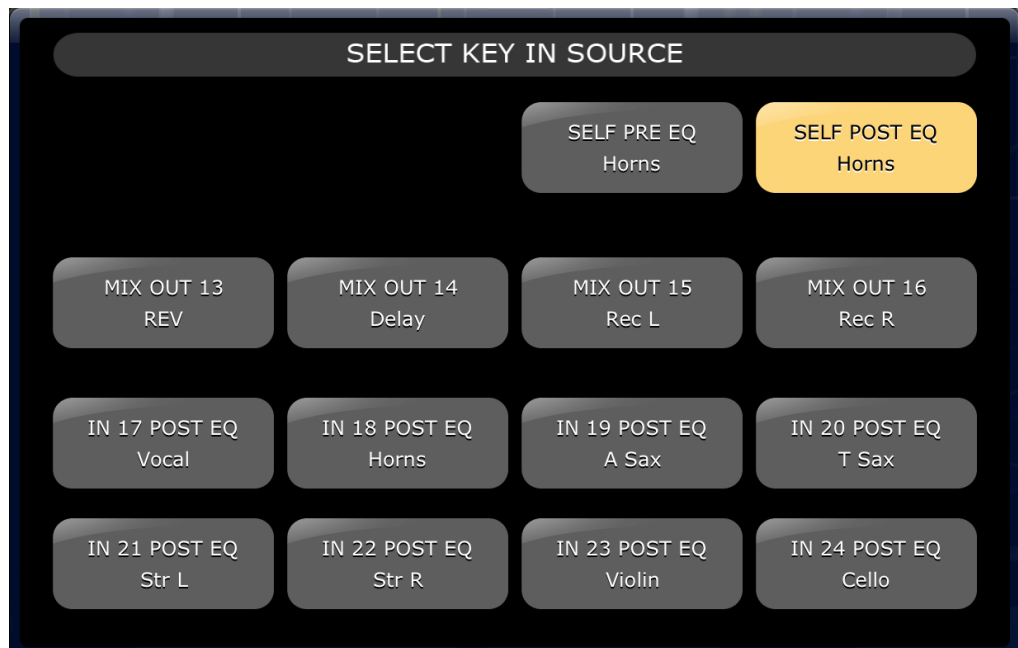 SELECT KEY IN SOURCE
SELF PRE EQ
Horns
SELF POST EQ
Horns
MIX OUT 13
REV
MIX OUT 14
Delay
MIX OUT 15
Rec L
MIX OUT 16
Rec R
IN 17 POST EQ
Vocal
IN 18 POST EQ
Horns
IN 19 POST EQ
A Sax
IN 20 POST EQ
T Sax
IN 21 POST EQ
Str L
IN 22 POST EQ
Str R
IN 23 POST EQ
Violin
IN 24 POST EQ
Cello